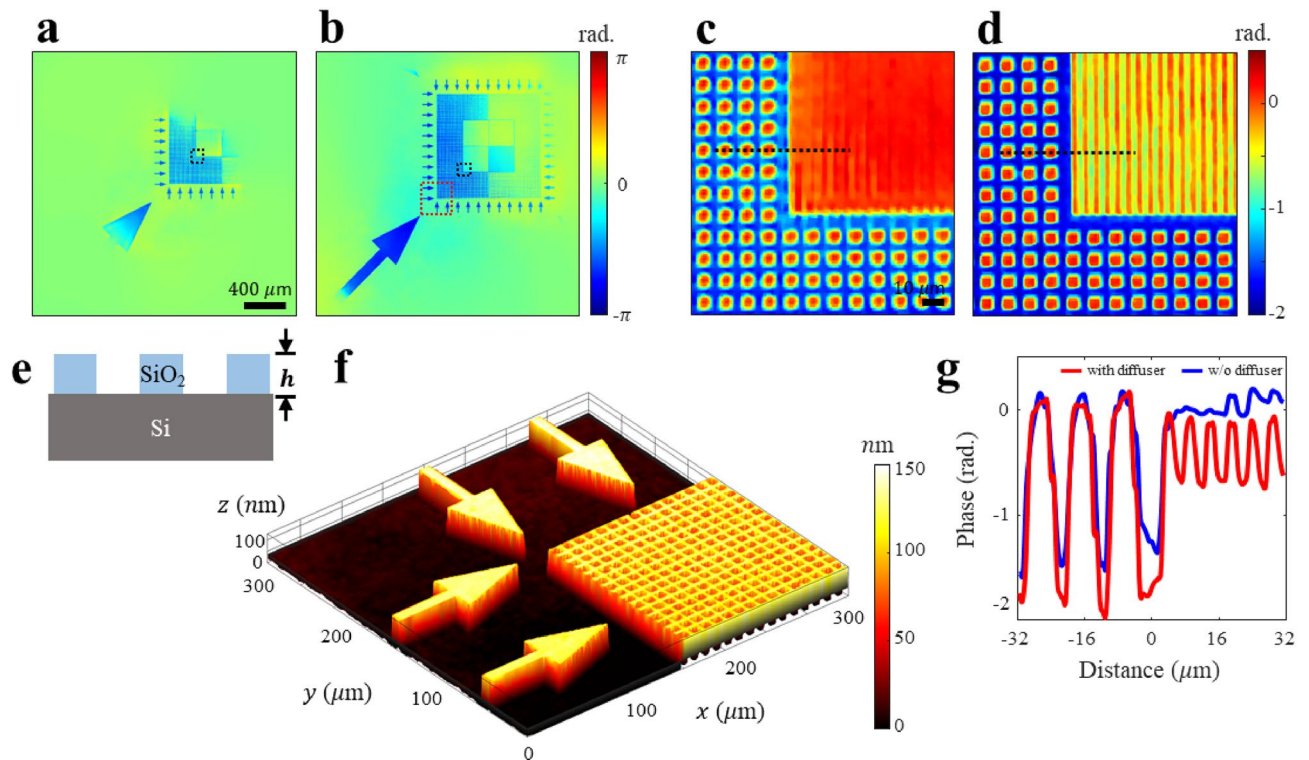 a
b
rad.
π
0
-π
400 μm
c
d
rad.
0
-1
-2
10 μm
e
SiO2
h
Si
f
z (nm)
100
0
300
200
100
0
y (μm)
100
200
300
x (μm)
nm
150
100
50
0
g
with diffuser
w/o diffuser
0
-1
-2
Phase (rad.)
-32
-16
0
16
32
Distance (μm)